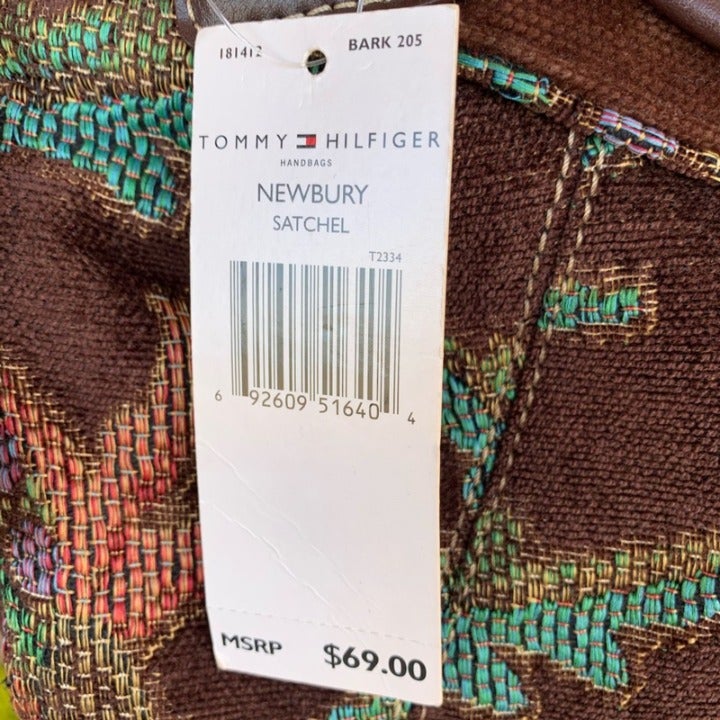 181412 BARK 205
TOMMY HILFIGER
HANDBAGS
NEWBURY
SATCHEL
T2334
6 92609 51640 4
MSRP $69.00